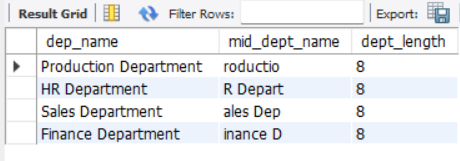 Result Grid Filter Rows: Export:
dep_name mid_dept_name dept_length
Production Department roductio 8
HR Department R Depart 8
Sales Department ales Dep 8
Finance Department inance D 8